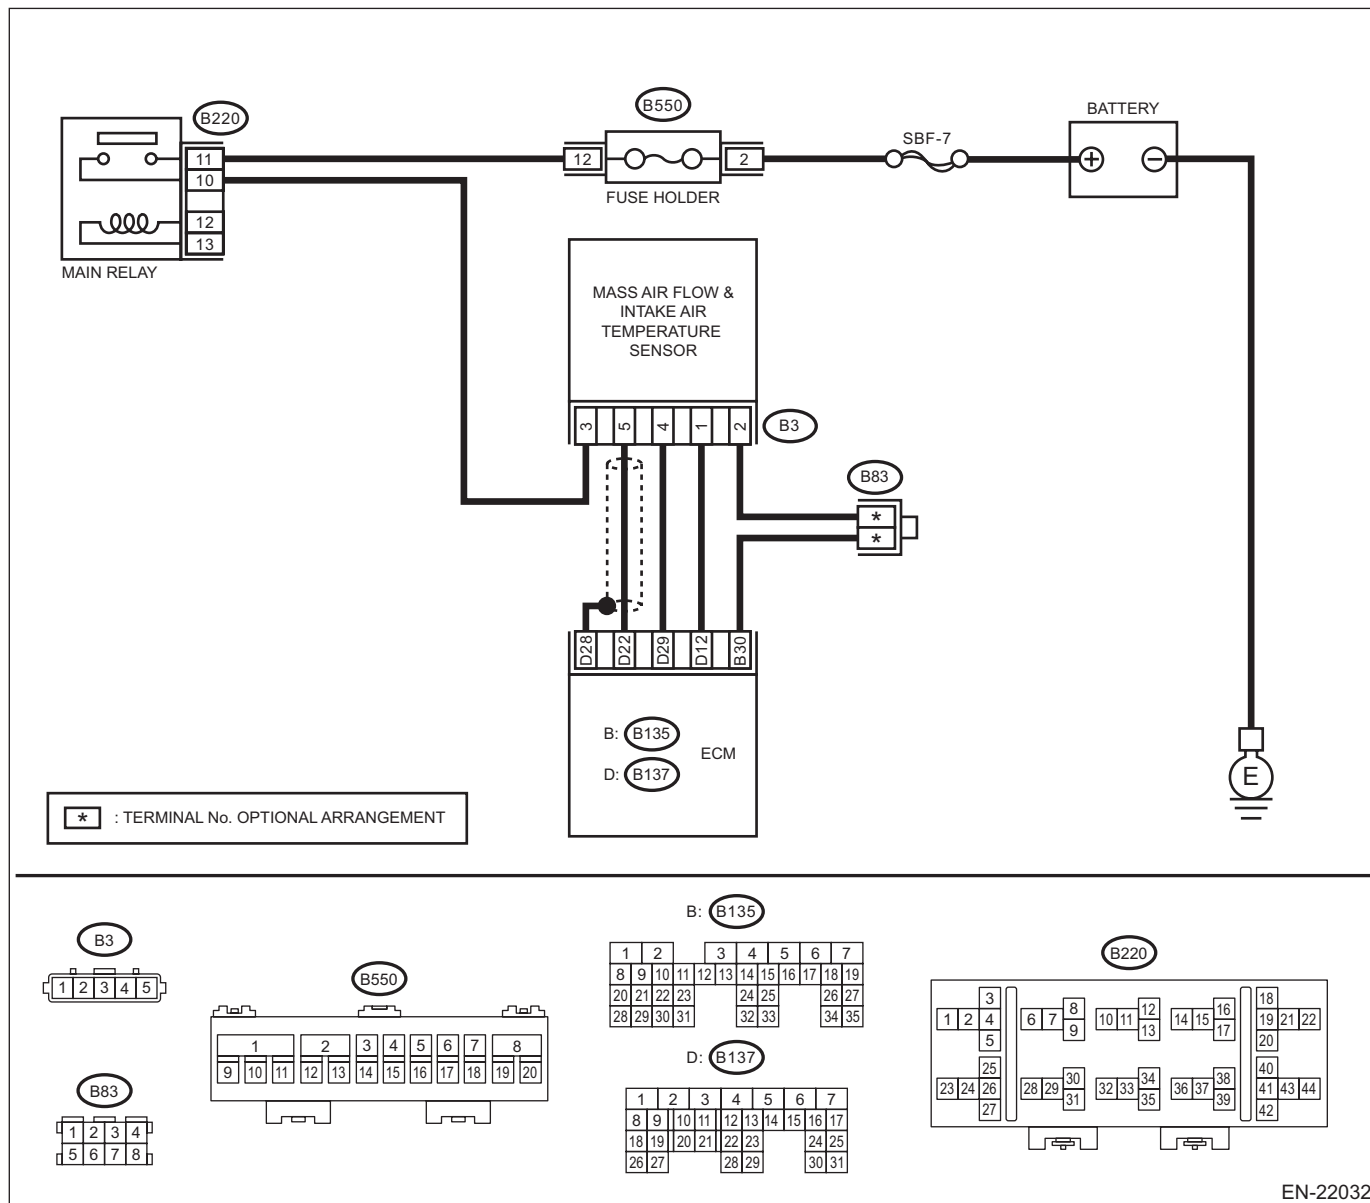 B220
B550
BATTERY
SBF-7
11
10
12
13
12
2
+
−
FUSE HOLDER
MAIN RELAY
MASS AIR FLOW &
INTAKE AIR
TEMPERATURE
SENSOR
3 5 4 1 2
B3
B83
*
*
D28 D22 D29 D12 B30
B: B135
ECM
D: B137
E
* : TERMINAL No. OPTIONAL ARRANGEMENT
B3
1 2 3 4 5
B83
1 2 3 4
5 6 7 8
B550
1 2 3 4 5 6 7 8
9 10 11 12 13 14 15 16 17 18 19 20
B: B135
1 2 3 4 5 6 7
8 9 10 11 12 13 14 15 16 17 18 19
20 21 22 23 24 25 26 27
28 29 30 31 32 33 34 35
D: B137
1 2 3 4 5 6 7
8 9 10 11 12 13 14 15 16 17
18 19 20 21 22 23 24 25
26 27 28 29 30 31
B220
3 8 12 16 18
1 2 4 6 7 10 11 14 15 19 21 22
5 9 13 17 20
25 30 34 38 40
23 24 26 28 29 32 33 36 37 41 43 44
27 31 35 39 42
EN-22032